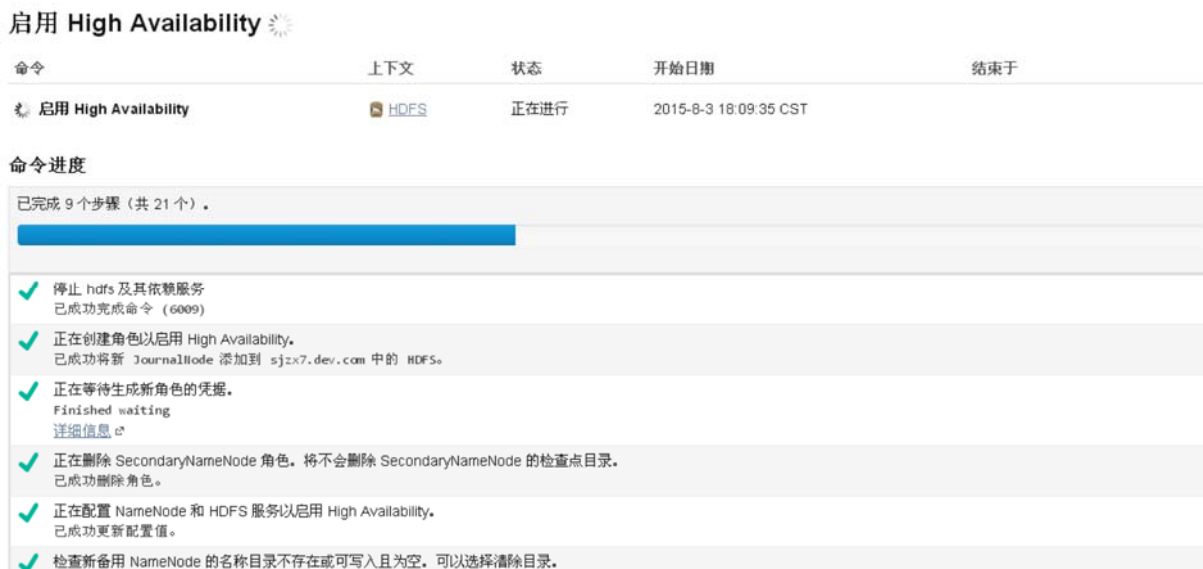 启用 High Availability
命令 上下文 状态 开始日期 结束于
启用 High Availability HDFS 正在进行 2015-8-3 18:09:35 CST
命令进度
已完成 9 个步骤（共 21 个）.
停止 hdfs 及其依赖服务
已成功完成命令 (6009)
正在创建角色以启用 High Availability。
已成功将新 JournalNode 添加到 sjzx7.dev.com 中的 HDFS。
正在等待生成新角色的凭据。
Finished waiting
详细信息
正在删除 SecondaryNameNode 角色. 将不会删除 SecondaryNameNode 的检查点目录.
已成功删除角色。
正在配置 NameNode 和 HDFS 服务以启用 High Availability。
已成功更新配置值。
检查新备用 NameNode 的名称目录不存在或可写入且为空. 可以选择清除目录.